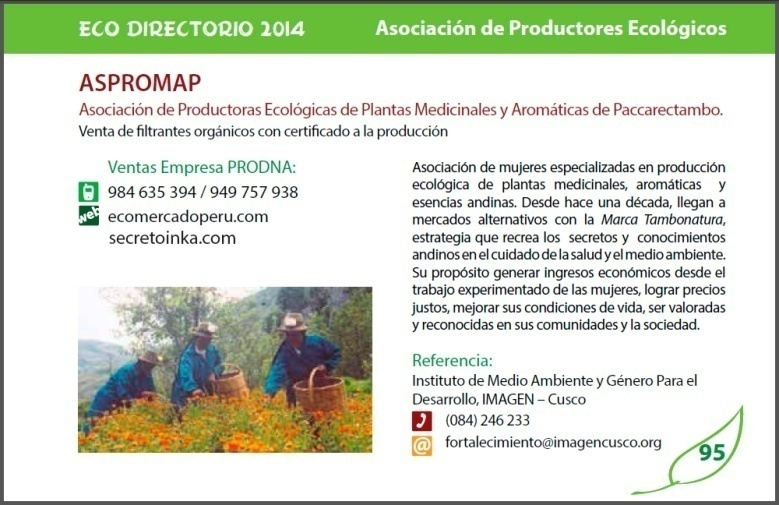 ECO DIRECTORIO 2014
Asociación de Productores Ecológicos
ASPROMAP
Asociación de Productoras Ecológicas de Plantas Medicinales y Aromáticas de Paccarectambo.
Venta de filtrantes orgánicos con certificado a la producción
Ventas Empresa PRODNA:
984 635 394 / 949 757 938
web
ecomercadoperu.com
secretoinka.com
Asociación de mujeres especializadas en producción
ecológica de plantas medicinales, aromáticas y
esencias andinas. Desde hace una década, llegan a
mercados alternativos con la Marca Tambonatura,
estrategia que recrea los secretos y conocimientos
andinos en el cuidado de la salud y el medio ambiente.
Su propósito generar ingresos económicos desde el
trabajo experimentado de las mujeres, lograr precios
justos, mejorar sus condiciones de vida, ser valoradas
y reconocidas en sus comunidades y la sociedad.
Referencia:
Instituto de Medio Ambiente y Género Para el
Desarrollo, IMAGEN – Cusco
(084) 246 233
@ fortalecimiento@imagencusco.org
95